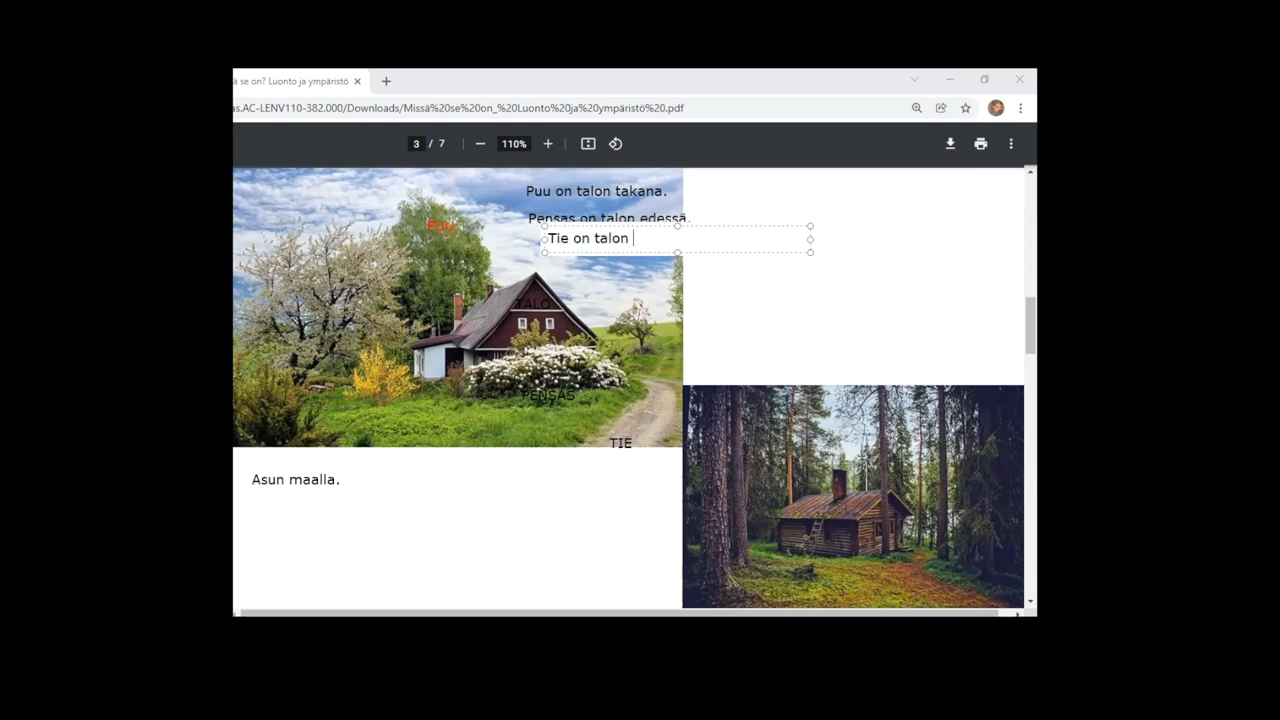 ä se on? Luonto ja ympäristö
as.AC-LENV110-382.000/Downloads/Missä%20se%20on_%20Luonto%20ja%20ympäristö%20.pdf
3 / 7 110%
Puu on talon takana.
Pensas on talon edessä.
PUU
Tie on talon
TALO
PENSAS
TIE
Asun maalla.